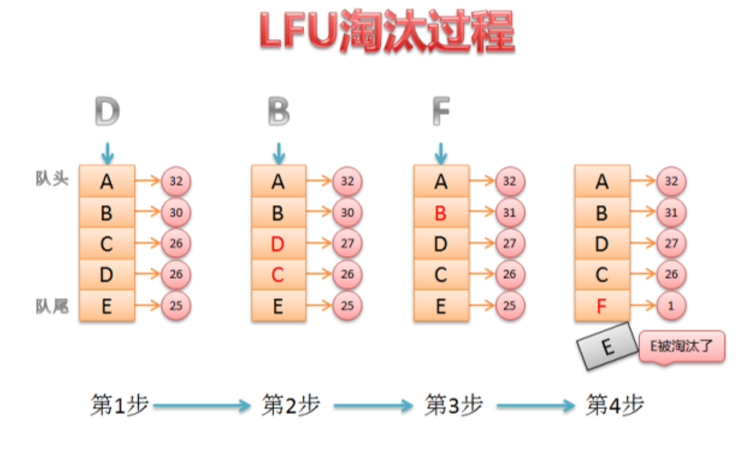 LFU淘汰过程
D B F
队头 A 32 A 32 A 32 A 32
B 30 B 30 B 31 B 31
C 26 D 27 D 27 D 27
D 26 C 26 C 26 C 26
队尾 E 25 E 25 E 25 F 1
E E被淘汰了
第1步 第2步 第3步 第4步